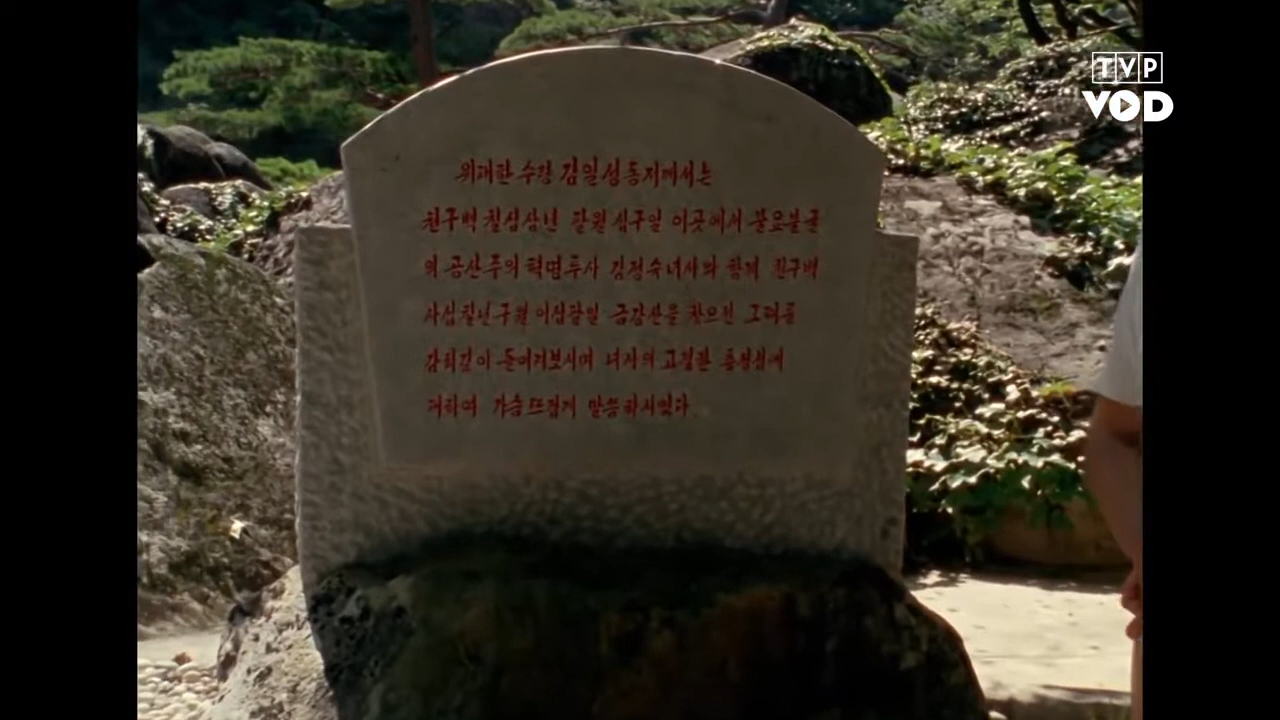 TVP
VOD
위대한 수령 김일성동지께서는
천구백 칠십삼년 팔월 십구일 이곳에서 불요불굴
의 공산주의 혁명투사 김정숙녀사와 함께 천구백
사십칠년 구월 이십팔일 금강산을 찾으신 그때를
감회깊이 돌이켜보시며 녀사의 고결한 충정심에
대하여 가슴뜨겁게 말씀하시였다.